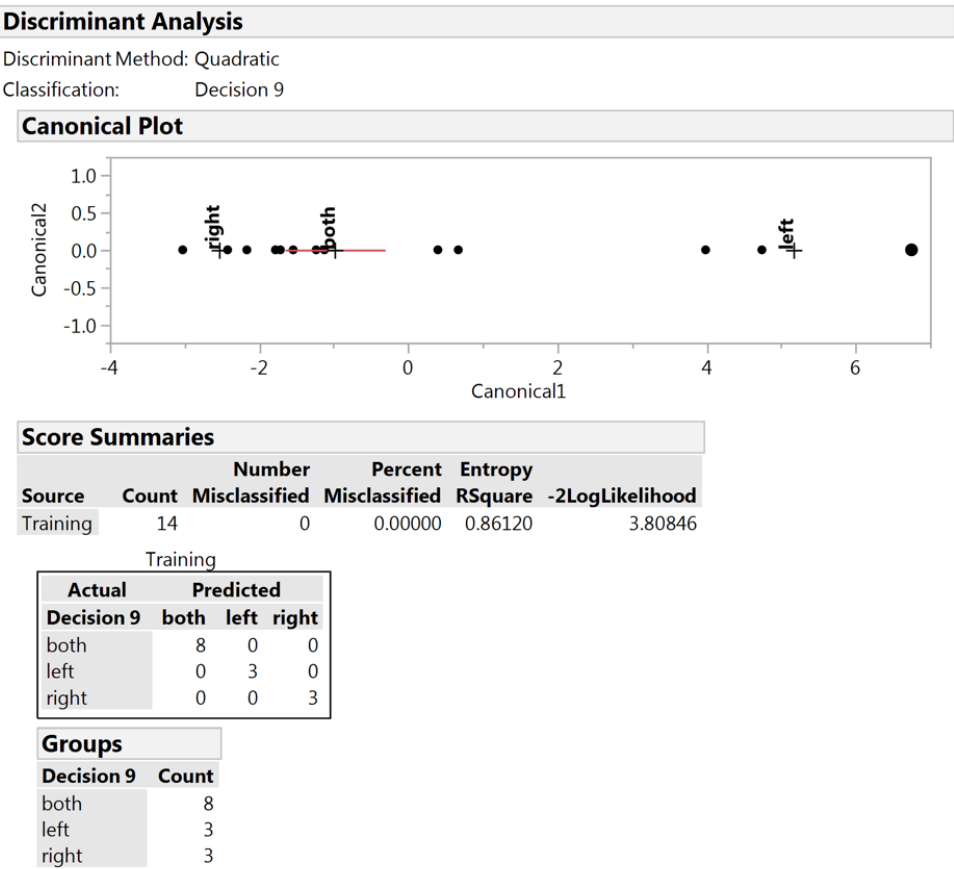 Discriminant Analysis
Discriminant Method: Quadratic
Classification: Decision 9
Canonical Plot
Canonical2
1.0
0.5
0.0
-0.5
-1.0
right
both
left
-4 -2 0 2 4 6
Canonical1
Score Summaries
Number Percent Entropy
Source Count Misclassified Misclassified RSquare -2LogLikelihood
Training 14 0 0.00000 0.86120 3.80846
Training
Actual Predicted
Decision 9 both left right
both 8 0 0
left 0 3 0
right 0 0 3
Groups
Decision 9 Count
both 8
left 3
right 3